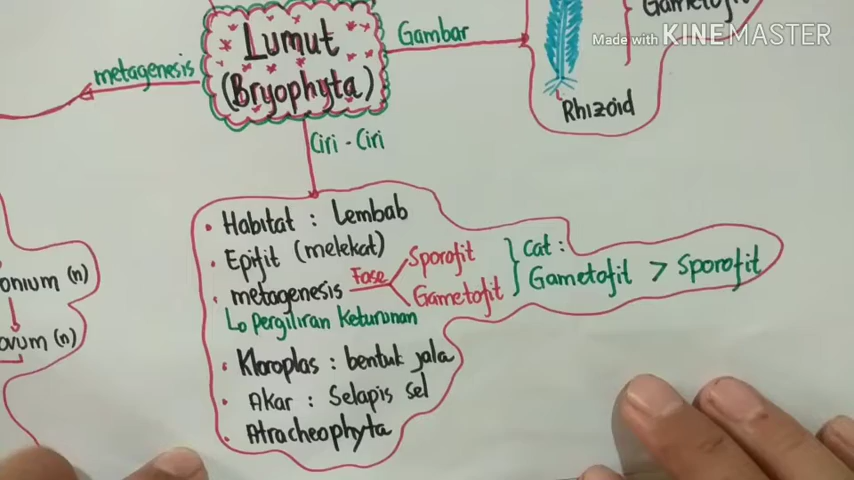 Gametofit
Made with KINEMASTER
Lumut
(Bryophyta)
Gambar
metagenesis
Rhizoid
Ciri - Ciri
• Habitat : Lembab
• Epifit (melekat)
• metagenesis Fase Sporofit
Gametofit
Cat :
Gametofit > Sporofit
↳ Pergiliran Keturunan
• Kloroplas : bentuk jala
• Akar : Selapis sel
• Atracheophyta
onium (n)
ovum (n)